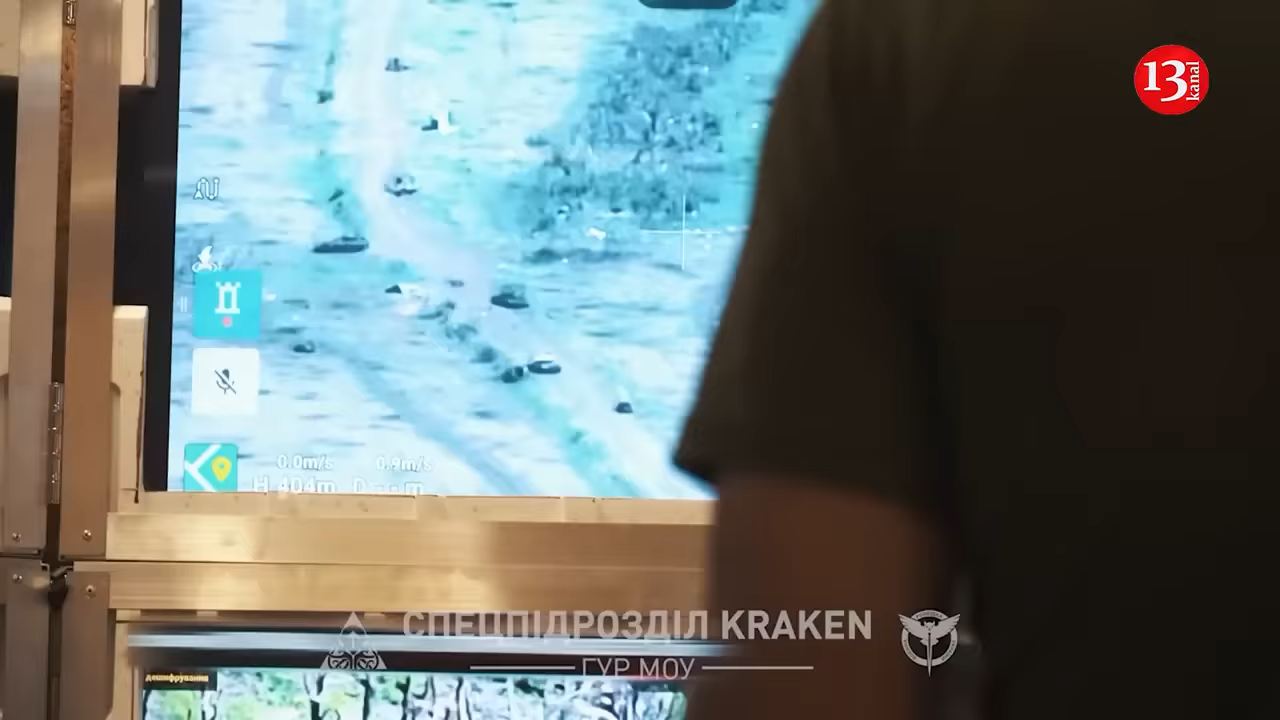 13
kanal
0.0m/s 0.9m/s
H 404m D m
СПЕЦПІДРОЗДІЛ KRAKEN
ГУР МОУ
дешифрування